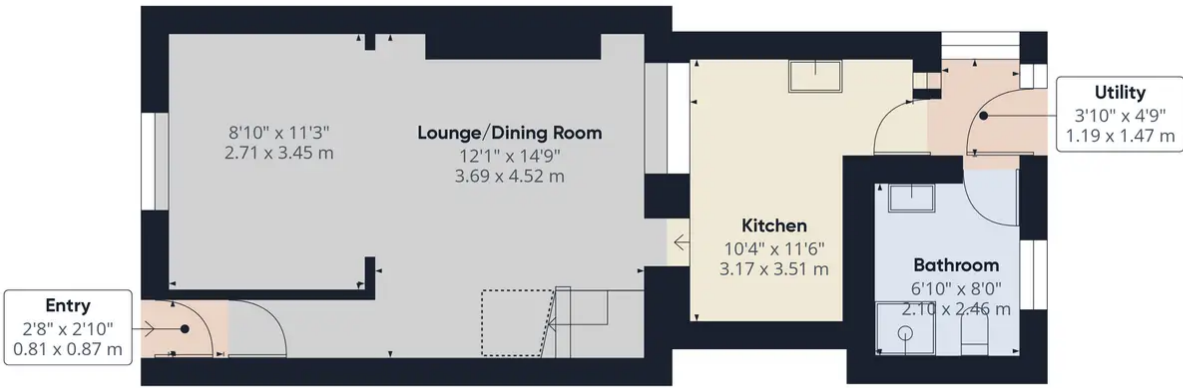 8'10" x 11'3"
2.71 x 3.45 m
Lounge/Dining Room
12'1" x 14'9"
3.69 x 4.52 m
Utility
3'10" x 4'9"
1.19 x 1.47 m
Kitchen
10'4" x 11'6"
3.17 x 3.51 m
Bathroom
6'10" x 8'0"
2.10 x 2.46 m
Entry
2'8" x 2'10"
0.81 x 0.87 m